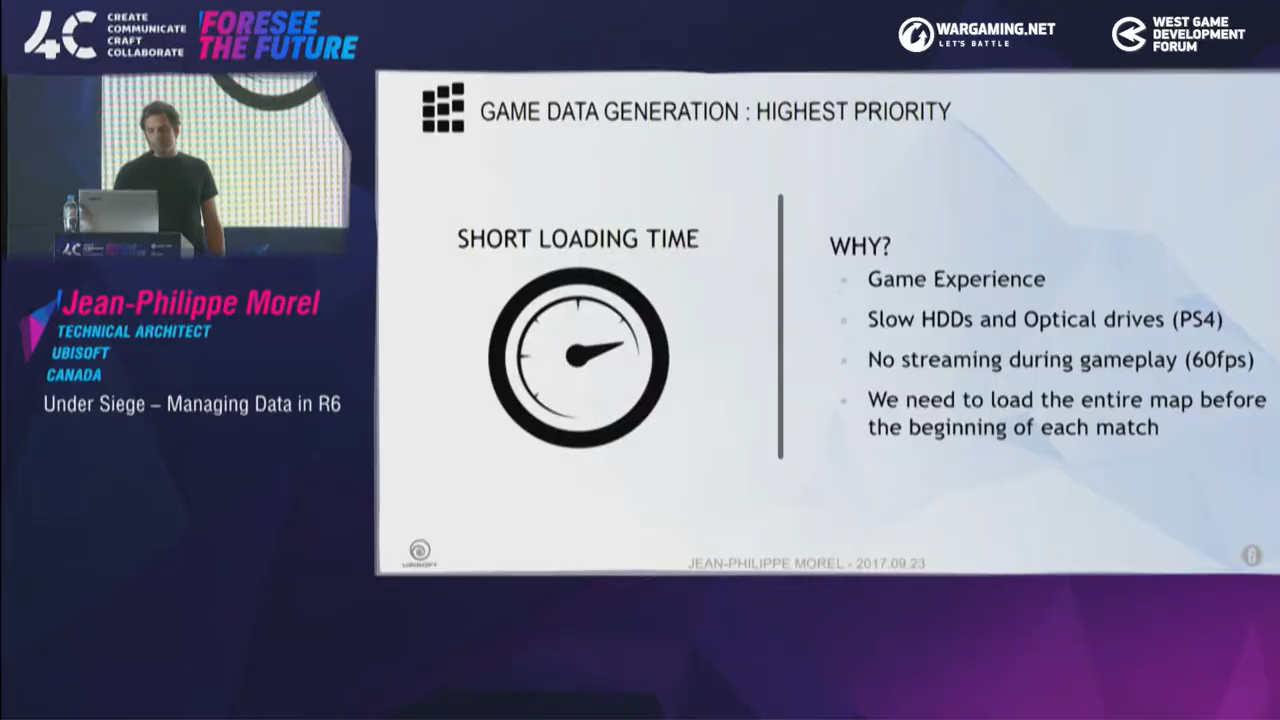 4C
CREATE
COMMUNICATE
CRAFT
COLLABORATE
FORESEE
THE FUTURE
WARGAMING.NET
LET'S BATTLE
WEST GAME
DEVELOPMENT
FORUM
GAME DATA GENERATION : HIGHEST PRIORITY
SHORT LOADING TIME
WHY?
Game Experience
Slow HDDs and Optical drives (PS4)
No streaming during gameplay (60fps)
We need to load the entire map before
the beginning of each match
UBISOFT
JEAN-PHILIPPE MOREL - 2017.09.23
6
4C
Jean-Philippe Morel
TECHNICAL ARCHITECT
UBISOFT
CANADA
Under Siege – Managing Data in R6